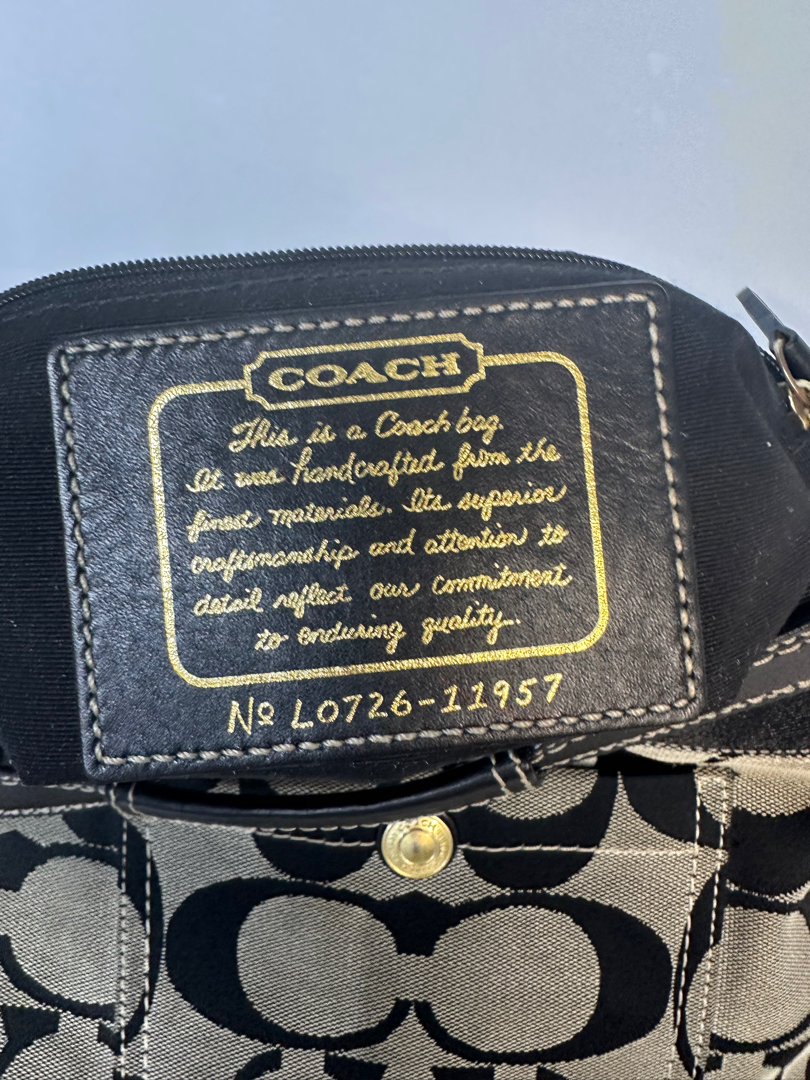 COACH
This is a Coach bag.
It was handcrafted from the
finest materials. Its superior
craftsmanship and attention to
detail reflect our commitment
to enduring quality.
Nº L0726-11957